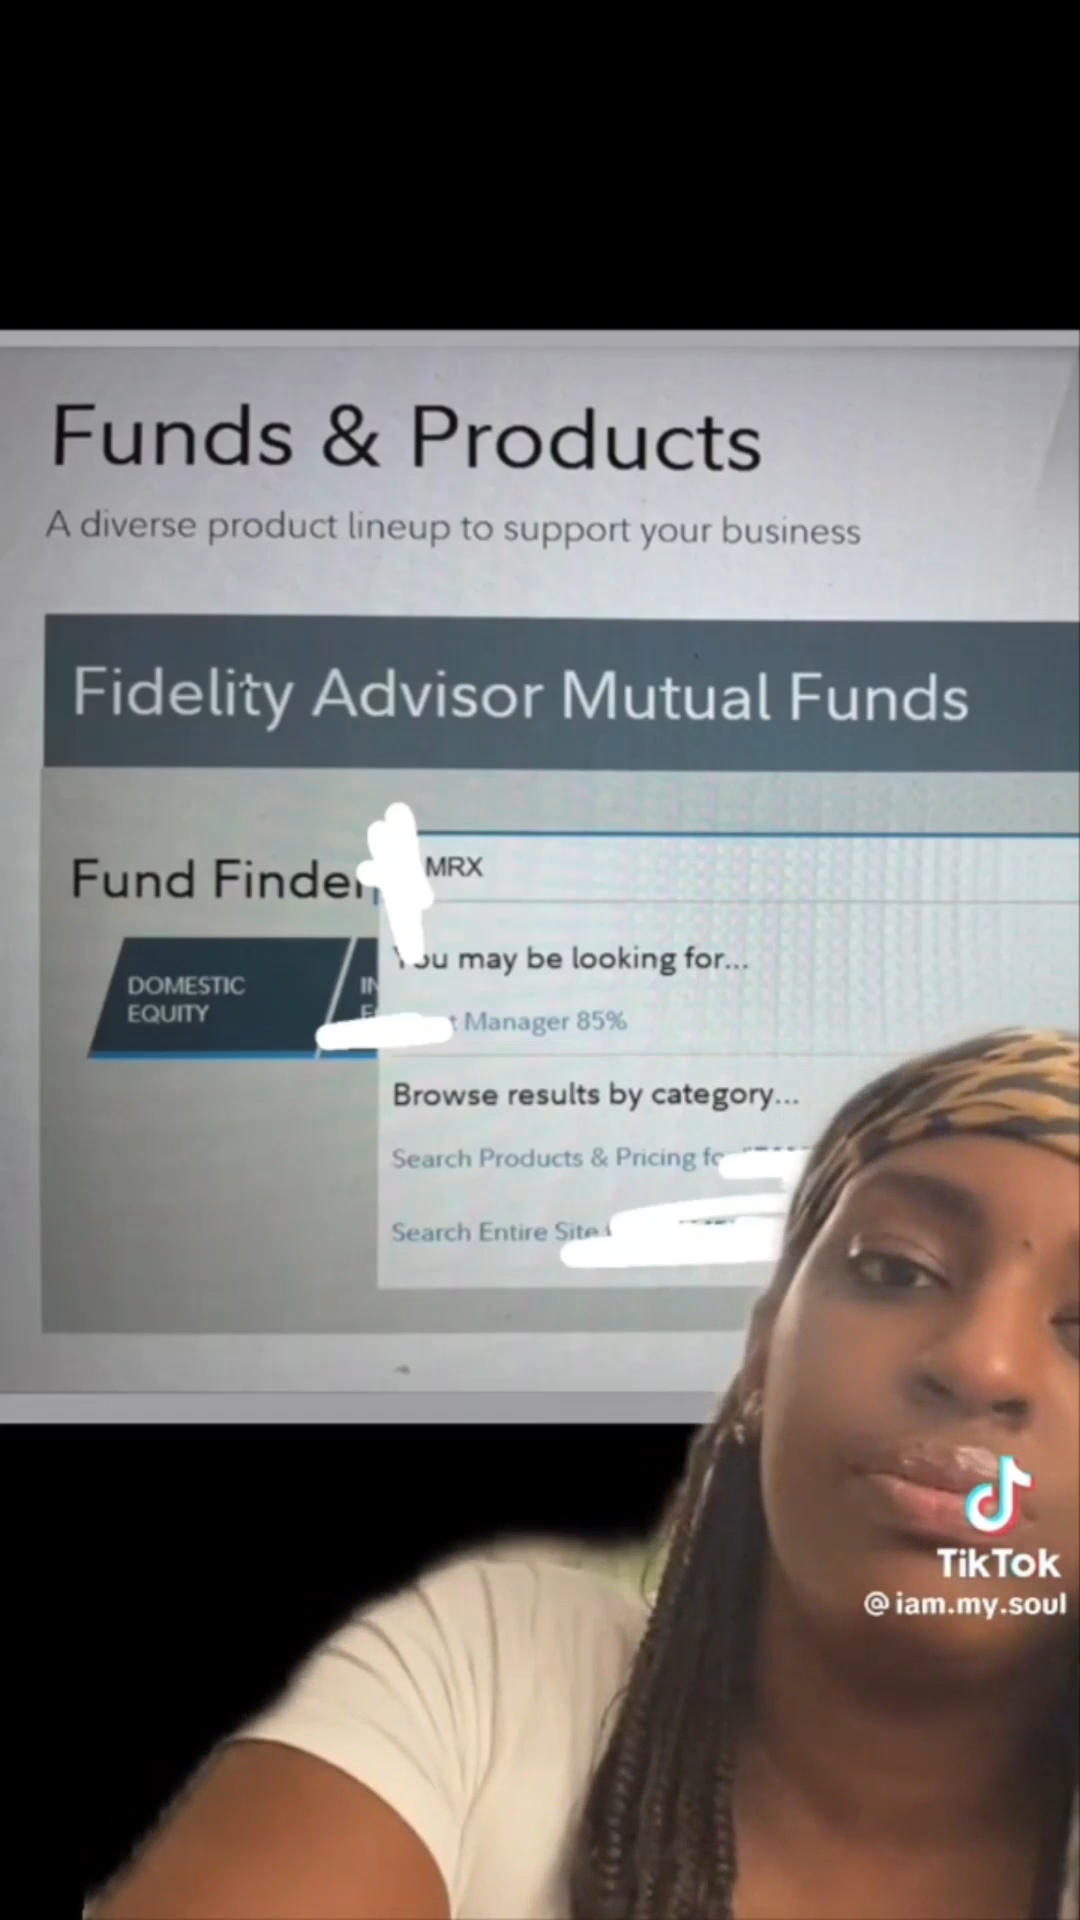 Funds & Products
A diverse product lineup to support your business
Fidelity Advisor Mutual Funds
Fund Finder
MRX
DOMESTIC
EQUITY
You may be looking for...
Manager 85%
Browse results by category...
Search Products & Pricing
Search Entire Site
TikTok
@iam.my.soul